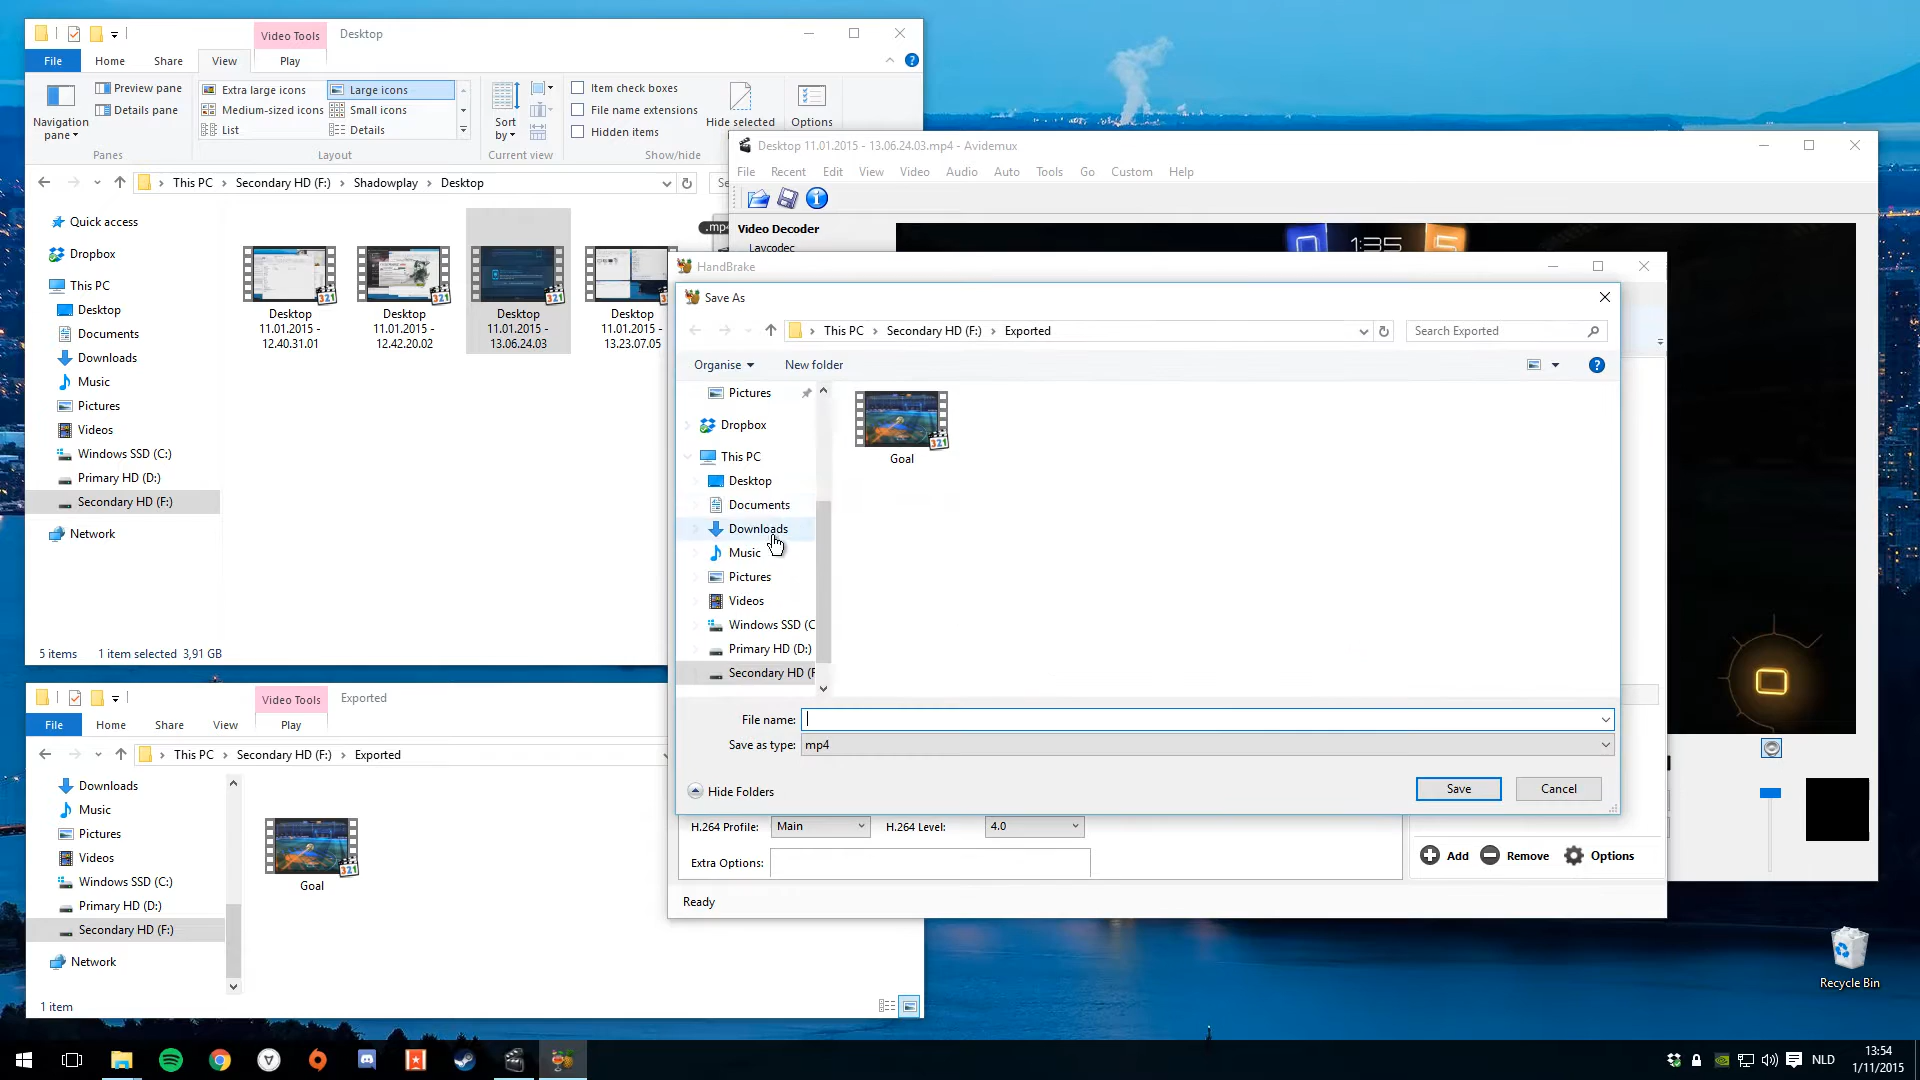 Video Tools
Desktop
File
Home
Share
View
Play
Navigation pane
Preview pane
Details pane
Panes
Extra large icons
Large icons
Medium-sized icons
Small icons
List
Details
Layout
Sort by
Current view
Item check boxes
File name extensions
Hidden items
Hide selected
Show/hide
Options
This PC
Secondary HD (F:)
Shadowplay
Desktop
Quick access
Dropbox
This PC
Desktop
Documents
Downloads
Music
Pictures
Videos
Windows SSD (C:)
Primary HD (D:)
Secondary HD (F:)
Network
Desktop 11.01.2015 - 12.40.31.01
Desktop 11.01.2015 - 12.42.20.02
Desktop 11.01.2015 - 13.06.24.03
Desktop 11.01.2015 - 13.23.07.05
5 items
1 item selected 3,91 GB
Desktop 11.01.2015 - 13.06.24.03.mp4 - Avidemux
File
Recent
Edit
View
Video
Audio
Auto
Tools
Go
Custom
Help
Video Decoder
Lavcodec
1:35
HandBrake
Save As
This PC
Secondary HD (F:)
Exported
Search Exported
Organise
New folder
Pictures
Dropbox
This PC
Desktop
Documents
Downloads
Music
Pictures
Videos
Windows SSD (C
Primary HD (D:)
Secondary HD (F
Goal
File name:
Save as type:
mp4
Hide Folders
Save
Cancel
H.264 Profile:
Main
H.264 Level:
4.0
Extra Options:
Add
Remove
Options
Ready
Video Tools
Exported
File
Home
Share
View
Play
This PC
Secondary HD (F:)
Exported
Downloads
Music
Pictures
Videos
Windows SSD (C:)
Primary HD (D:)
Secondary HD (F:)
Network
Goal
1 item
Recycle Bin
NLD
13:54
1/11/2015